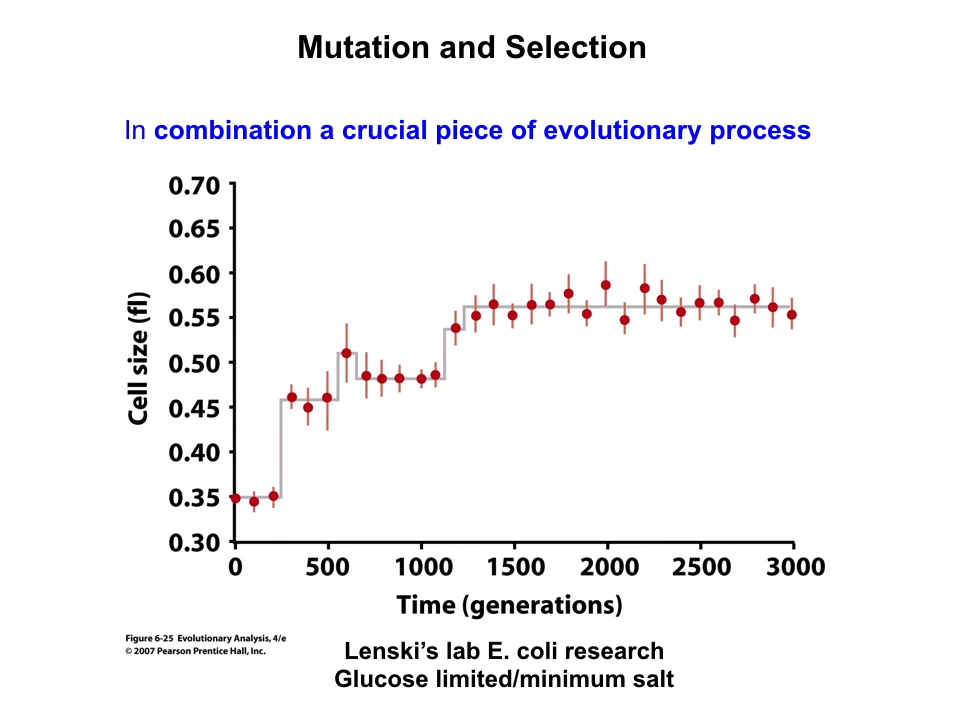 Mutation and Selection
In combination a crucial piece of evolutionary process
0.70
0.65
0.60
0.55
0.50
0.45
0.40
0.35
0.30
Cell size (fl)
0 500 1000 1500 2000 2500 3000
Time (generations)
Figure 6-25 Evolutionary Analysis, 4/e
© 2007 Pearson Prentice Hall, Inc.
Lenski’s lab E. coli research
Glucose limited/minimum salt